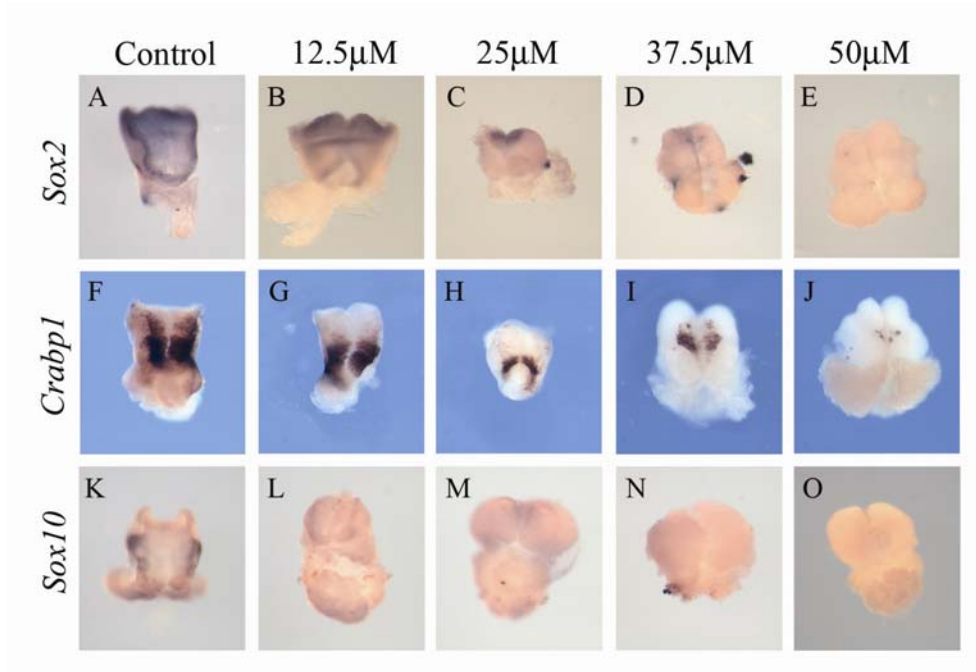 Control 12.5µM 25µM 37.5µM 50µM
Sox2
A B C D E
Crabp1
F G H I J
Sox10
K L M N O